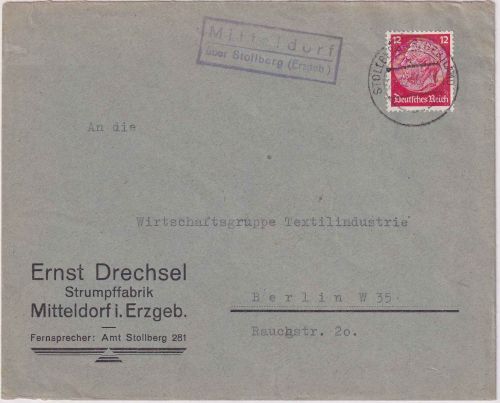 Mitteldorf
über Stollberg (Erzgeb.)
12 12
Deutsches Reich
An die
Wirtschaftsgruppe Textilindustrie
Ernst Drechsel
Strumpffabrik
Mitteldorf i. Erzgeb.
Fernsprecher: Amt Stollberg 281
Berlin W 35
Rauchstr. 2o.